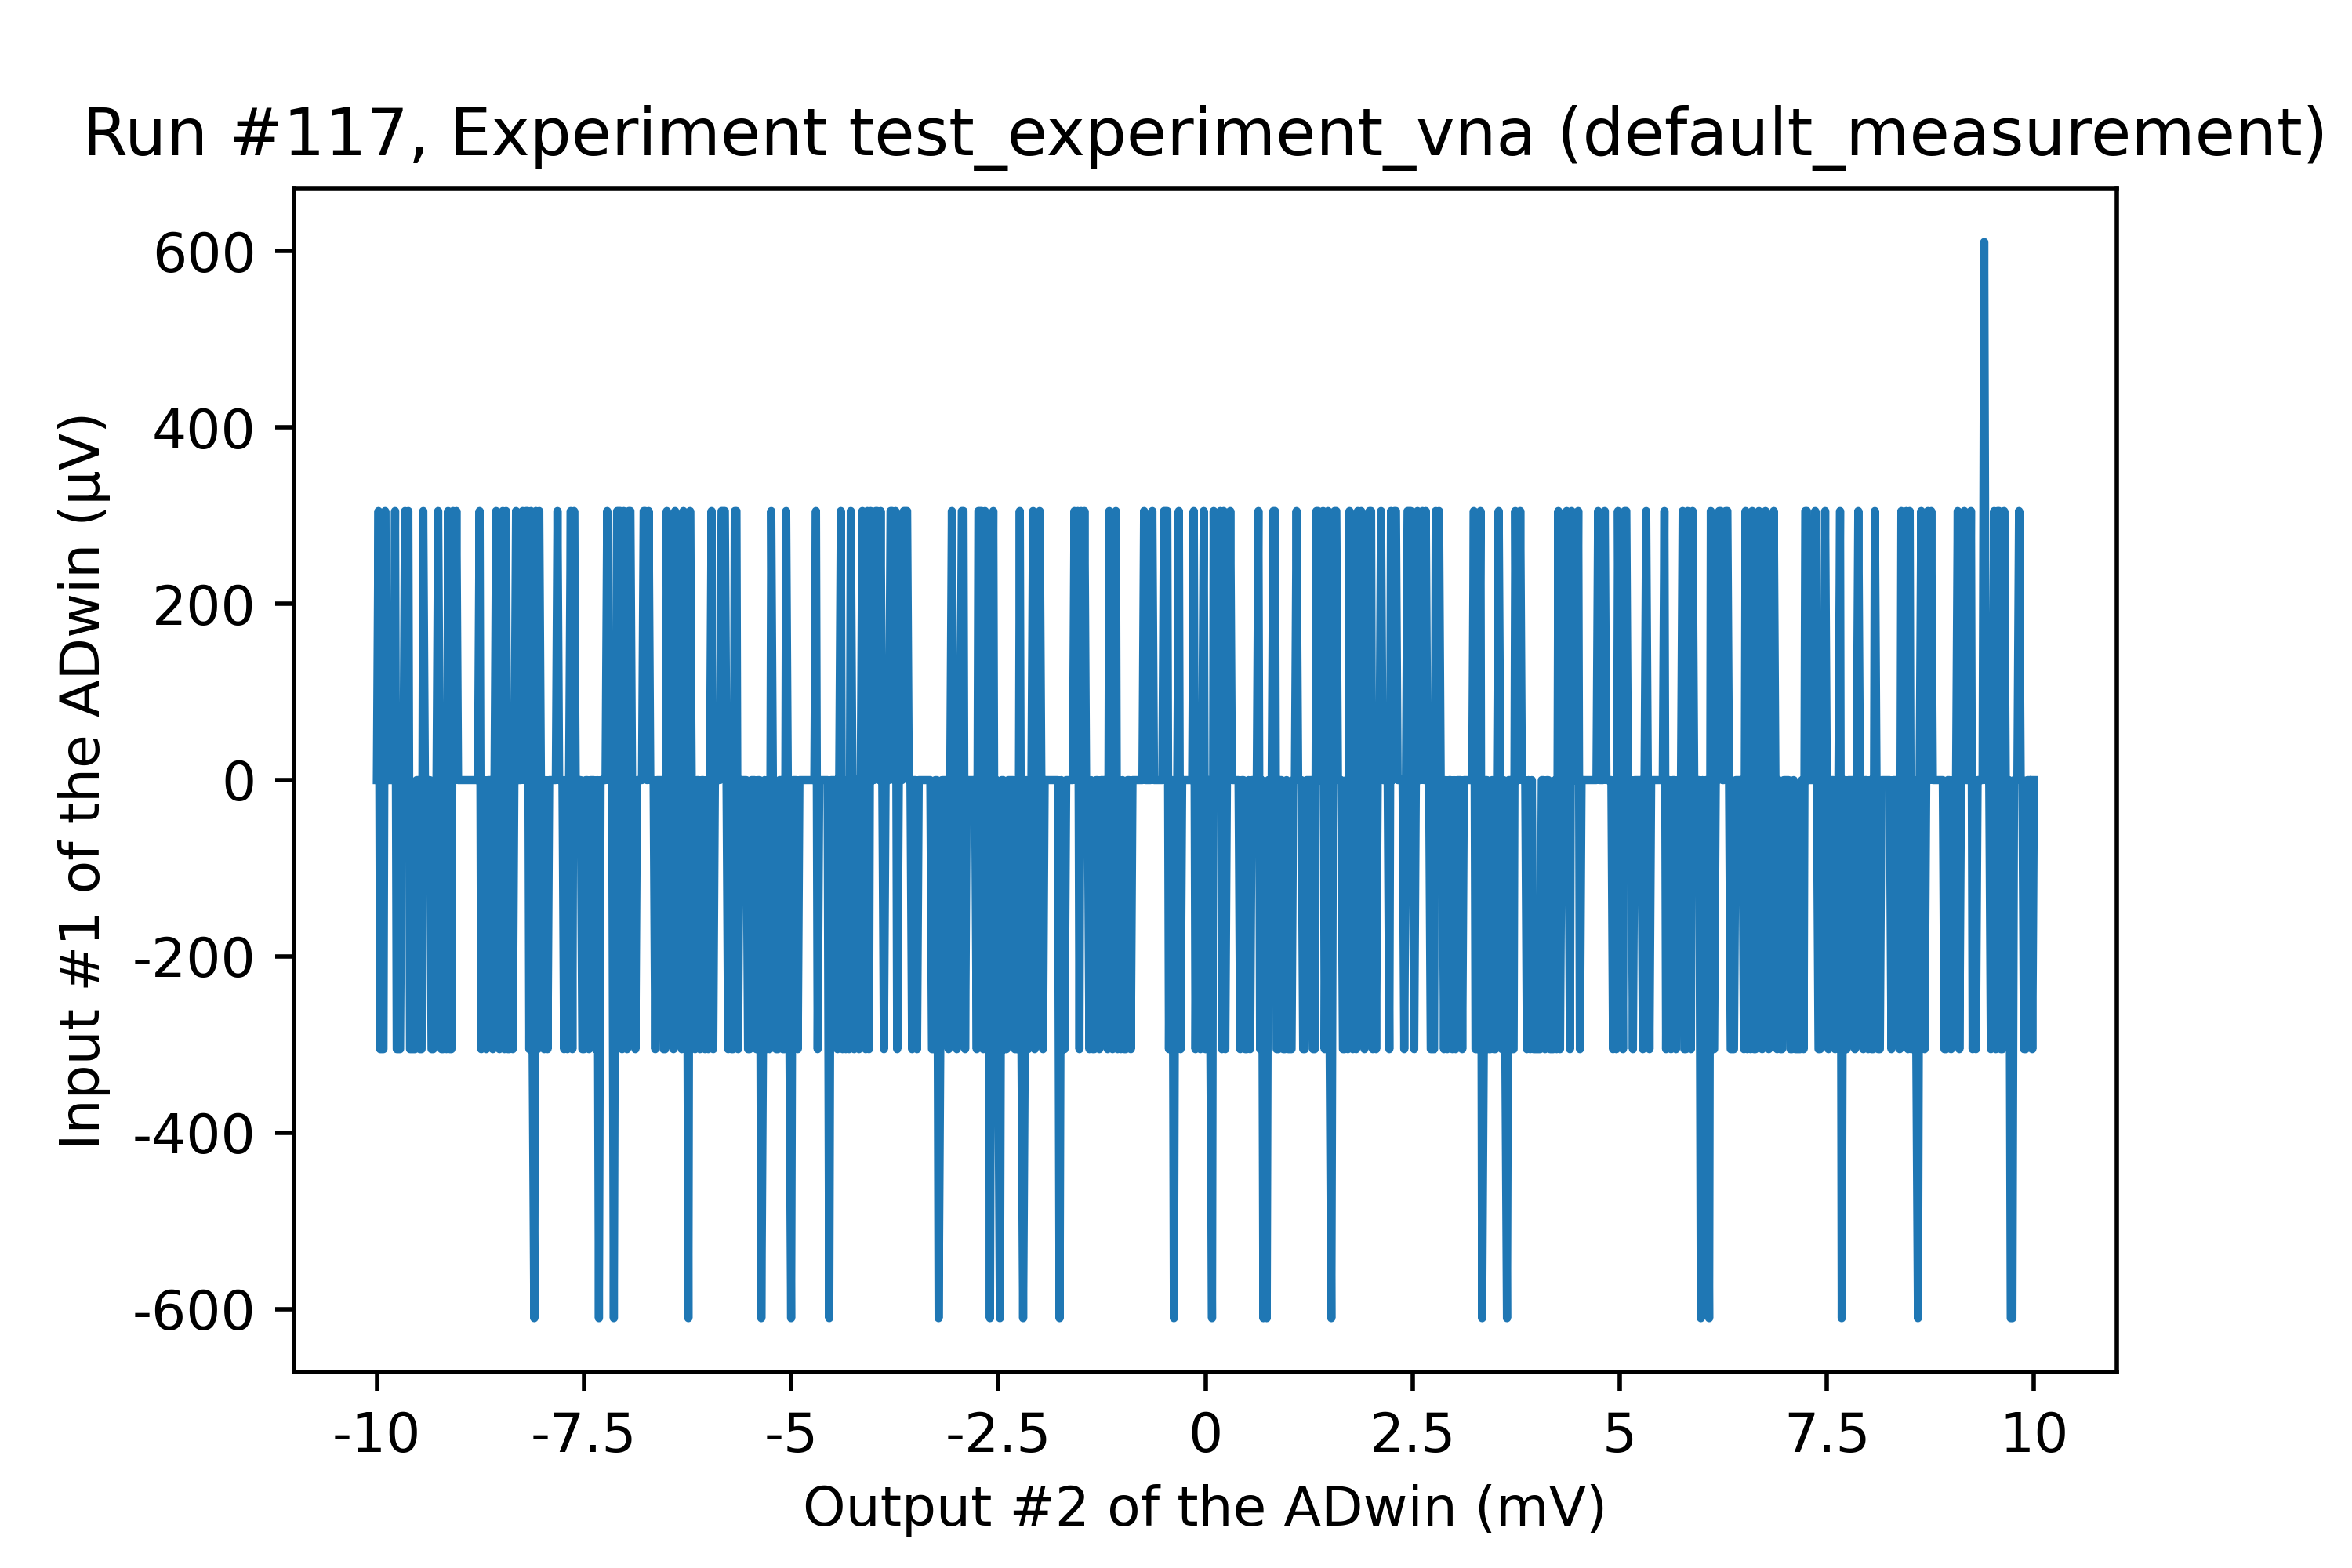 Run #117, Experiment test_experiment_vna (default_measurement)
600
400
200
0
-200
-400
-600
Input #1 of the ADwin (µV)
-10 -7.5 -5 -2.5 0 2.5 5 7.5 10
Output #2 of the ADwin (mV)